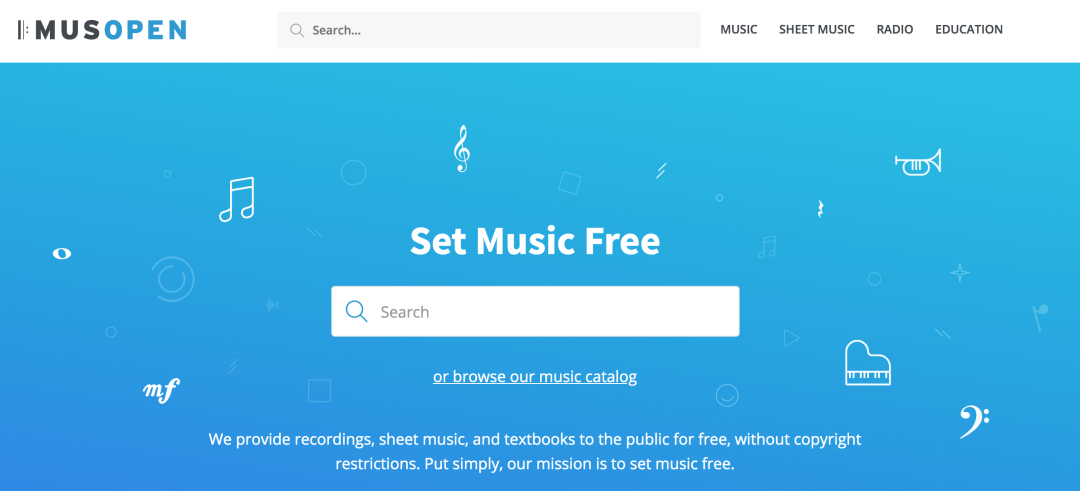 MUSOPEN
Search...
MUSIC
SHEET MUSIC
RADIO
EDUCATION
Set Music Free
Search
or browse our music catalog
mf
We provide recordings, sheet music, and textbooks to the public for free, without copyright
restrictions. Put simply, our mission is to set music free.